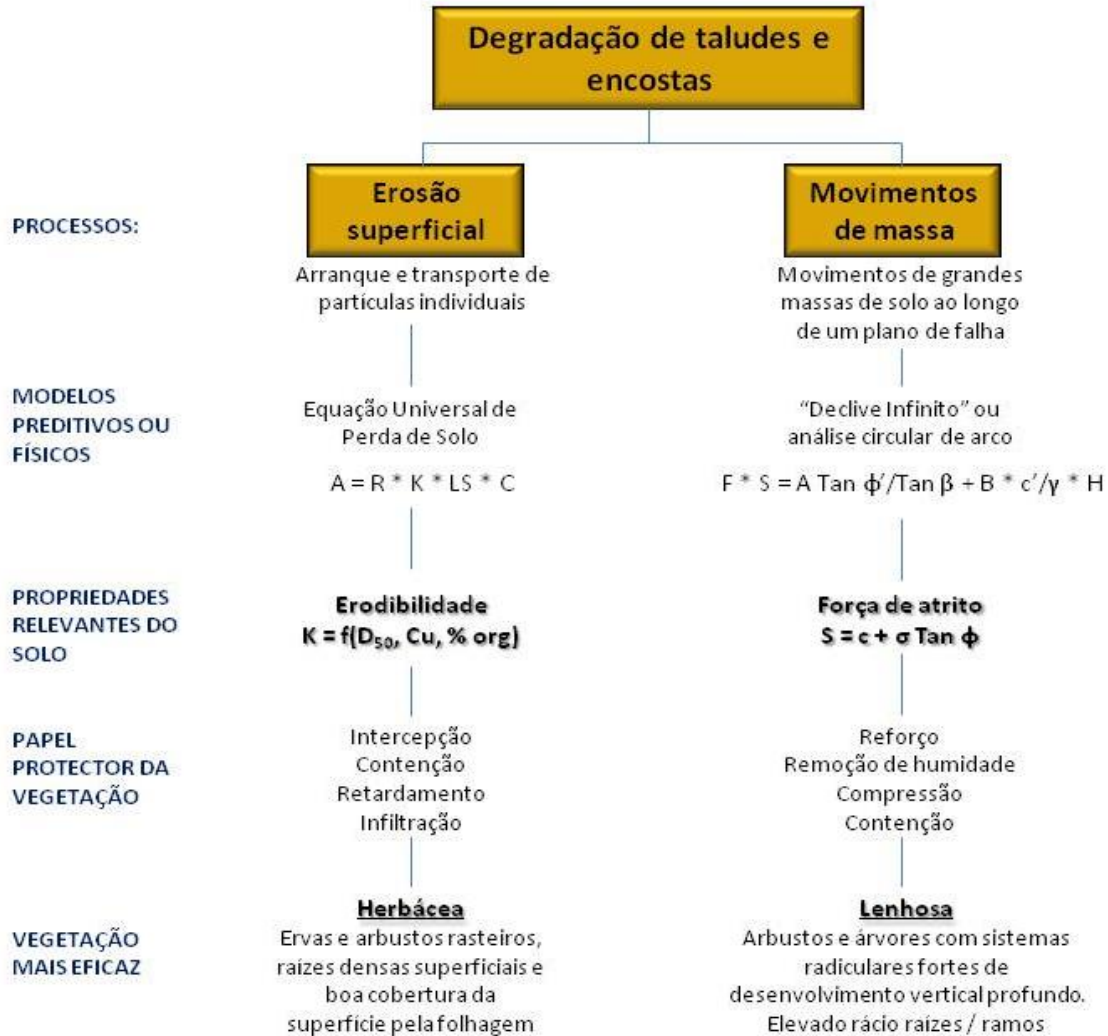 Degradação de taludes e
encostas
PROCESSOS:
Erosão
superficial
Movimentos
de massa
Arranque e transporte de
partículas individuais
Movimentos de grandes
massas de solo ao longo
de um plano de falha
MODELOS
PREDITIVOS OU
FÍSICOS
Equação Universal de
Perda de Solo
A = R * K * LS * C
“Declive Infinito” ou
análise circular de arco
F * S = A Tan ϕ′/Tan β + B * c′/γ * H
PROPRIEDADES
RELEVANTES DO
SOLO
Erodibilidade
K = f(D₅₀, Cu, % org)
Força de atrito
S = c + σ Tan ϕ
PAPEL
PROTECTOR DA
VEGETAÇÃO
Intercepção
Contenção
Retardamento
Infiltração
Reforço
Remoção de humidade
Compressão
Contenção
VEGETAÇÃO
MAIS EFICAZ
Herbácea
Ervas e arbustos rasteiros,
raízes densas superficiais e
boa cobertura da
superfície pela folhagem
Lenhosa
Arbustos e árvores com sistemas
radiculares fortes de
desenvolvimento vertical profundo.
Elevado rácio raízes / ramos